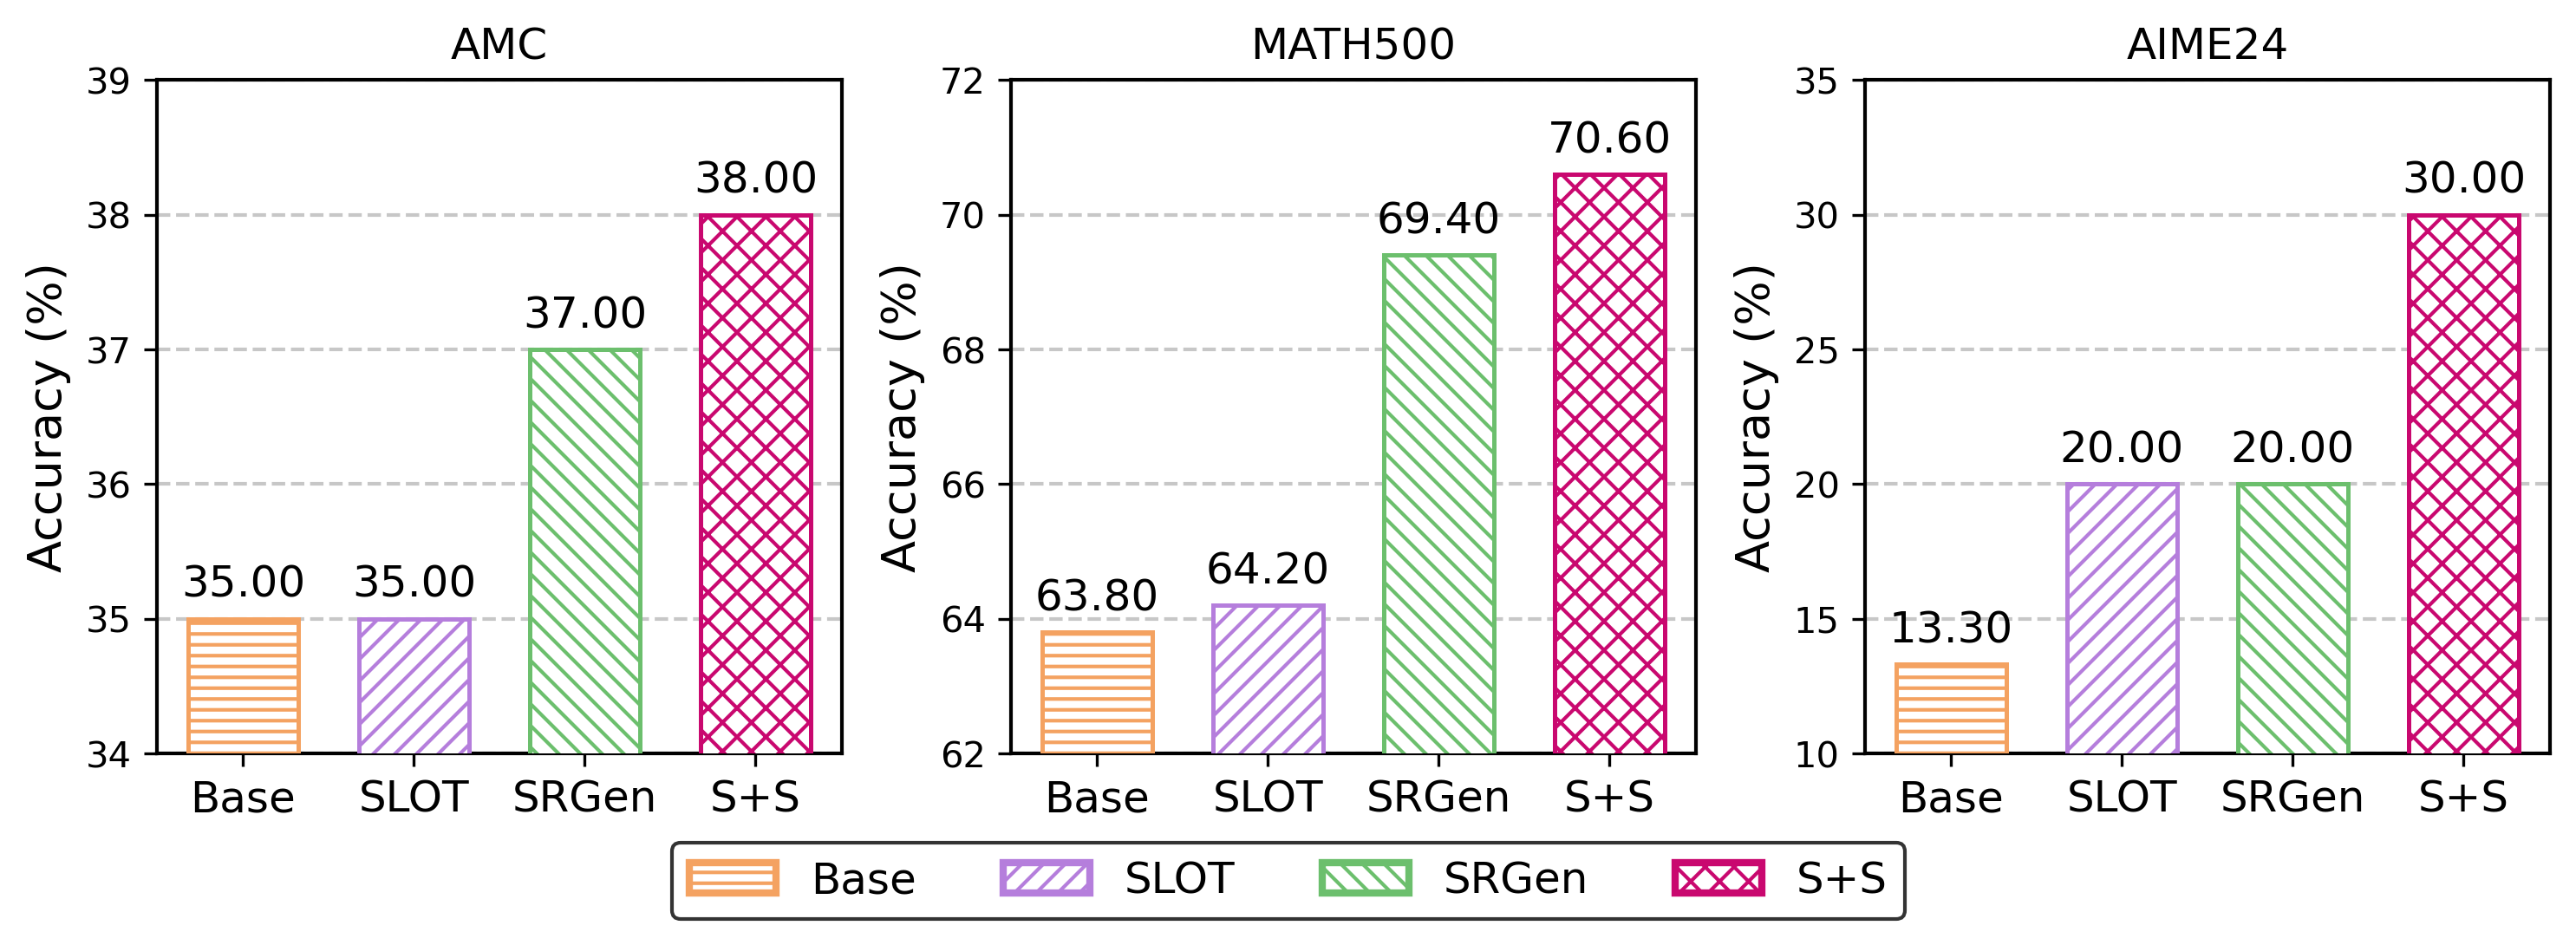 AMC
39
38
37
36
35
34
Accuracy (%)
35.00
35.00
37.00
38.00
Base
SLOT
SRGen
S+S
MATH500
72
70
68
66
64
62
Accuracy (%)
63.80
64.20
69.40
70.60
Base
SLOT
SRGen
S+S
AIME24
35
30
25
20
15
10
Accuracy (%)
13.30
20.00
20.00
30.00
Base
SLOT
SRGen
S+S
Base
SLOT
SRGen
S+S